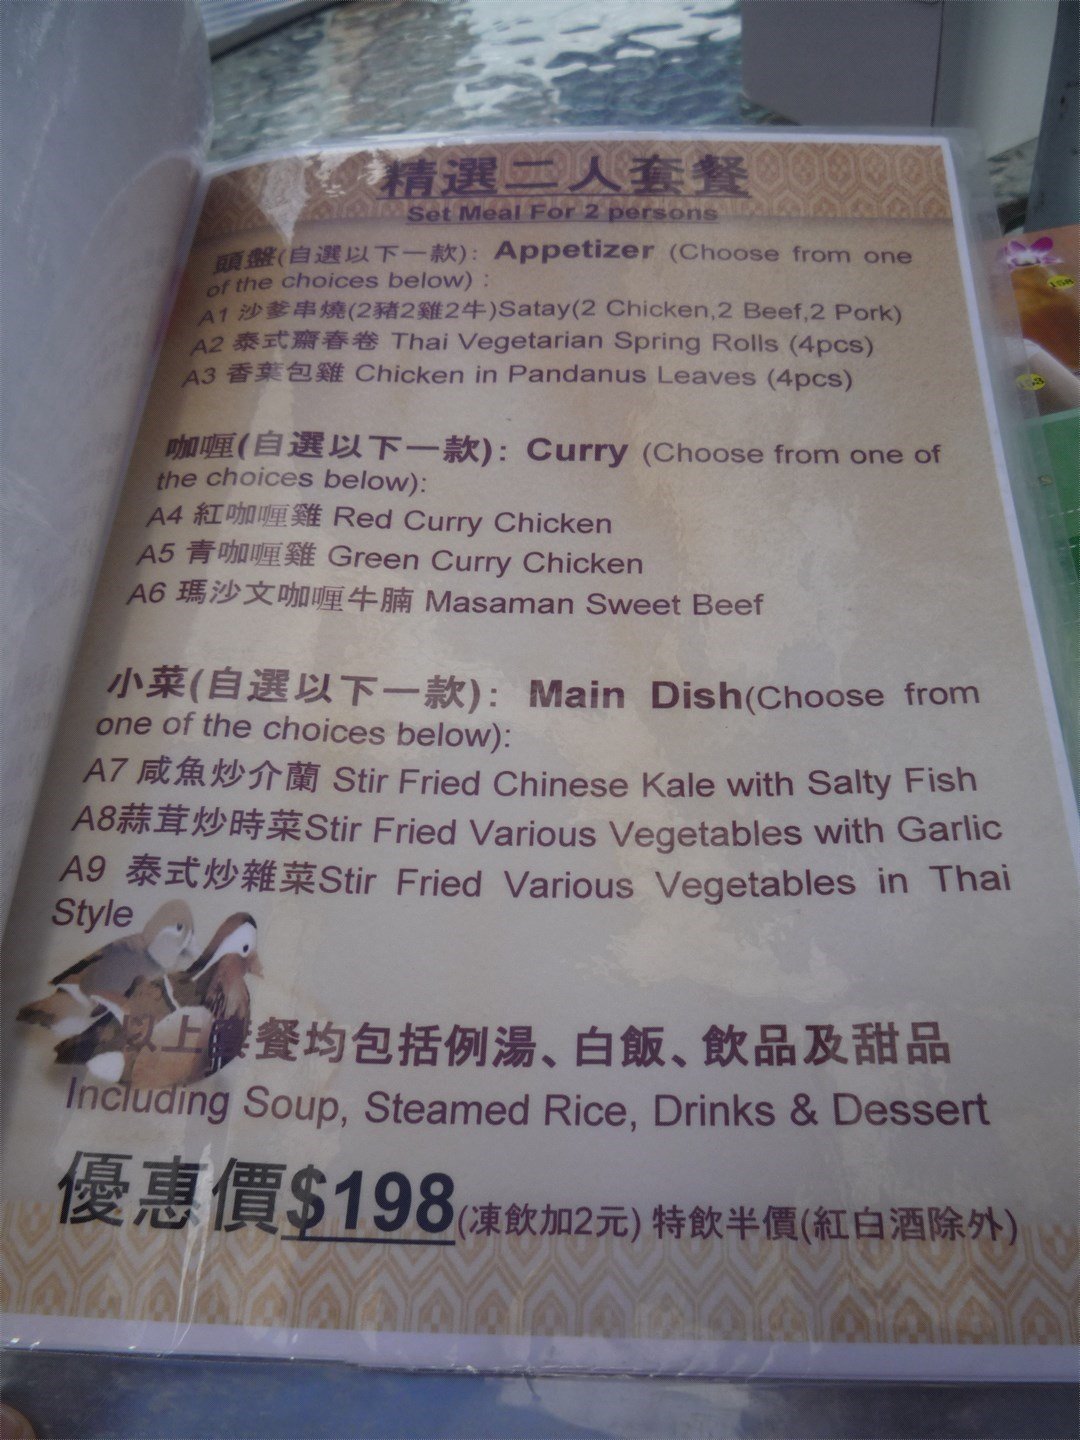 精選二人套餐
Set Meal For 2 persons
頭盤(自選以下一款): Appetizer (Choose from one
of the choices below) :
A1 沙爹串燒(2豬2雞2牛)Satay(2 Chicken,2 Beef,2 Pork)
A2 泰式齋春卷 Thai Vegetarian Spring Rolls (4pcs)
A3 香葉包雞 Chicken in Pandanus Leaves (4pcs)
咖喱(自選以下一款): Curry (Choose from one of
the choices below):
A4 紅咖喱雞 Red Curry Chicken
A5 青咖喱雞 Green Curry Chicken
A6 瑪沙文咖喱牛腩 Masaman Sweet Beef
小菜(自選以下一款): Main Dish(Choose from
one of the choices below):
A7 咸魚炒介蘭 Stir Fried Chinese Kale with Salty Fish
A8蒜茸炒時菜Stir Fried Various Vegetables with Garlic
A9 泰式炒雜菜Stir Fried Various Vegetables in Thai
Style
以上套餐均包括例湯、白飯、飲品及甜品
Including Soup, Steamed Rice, Drinks & Dessert
優惠價$198(凍飲加2元) 特飲半價(紅白酒除外)